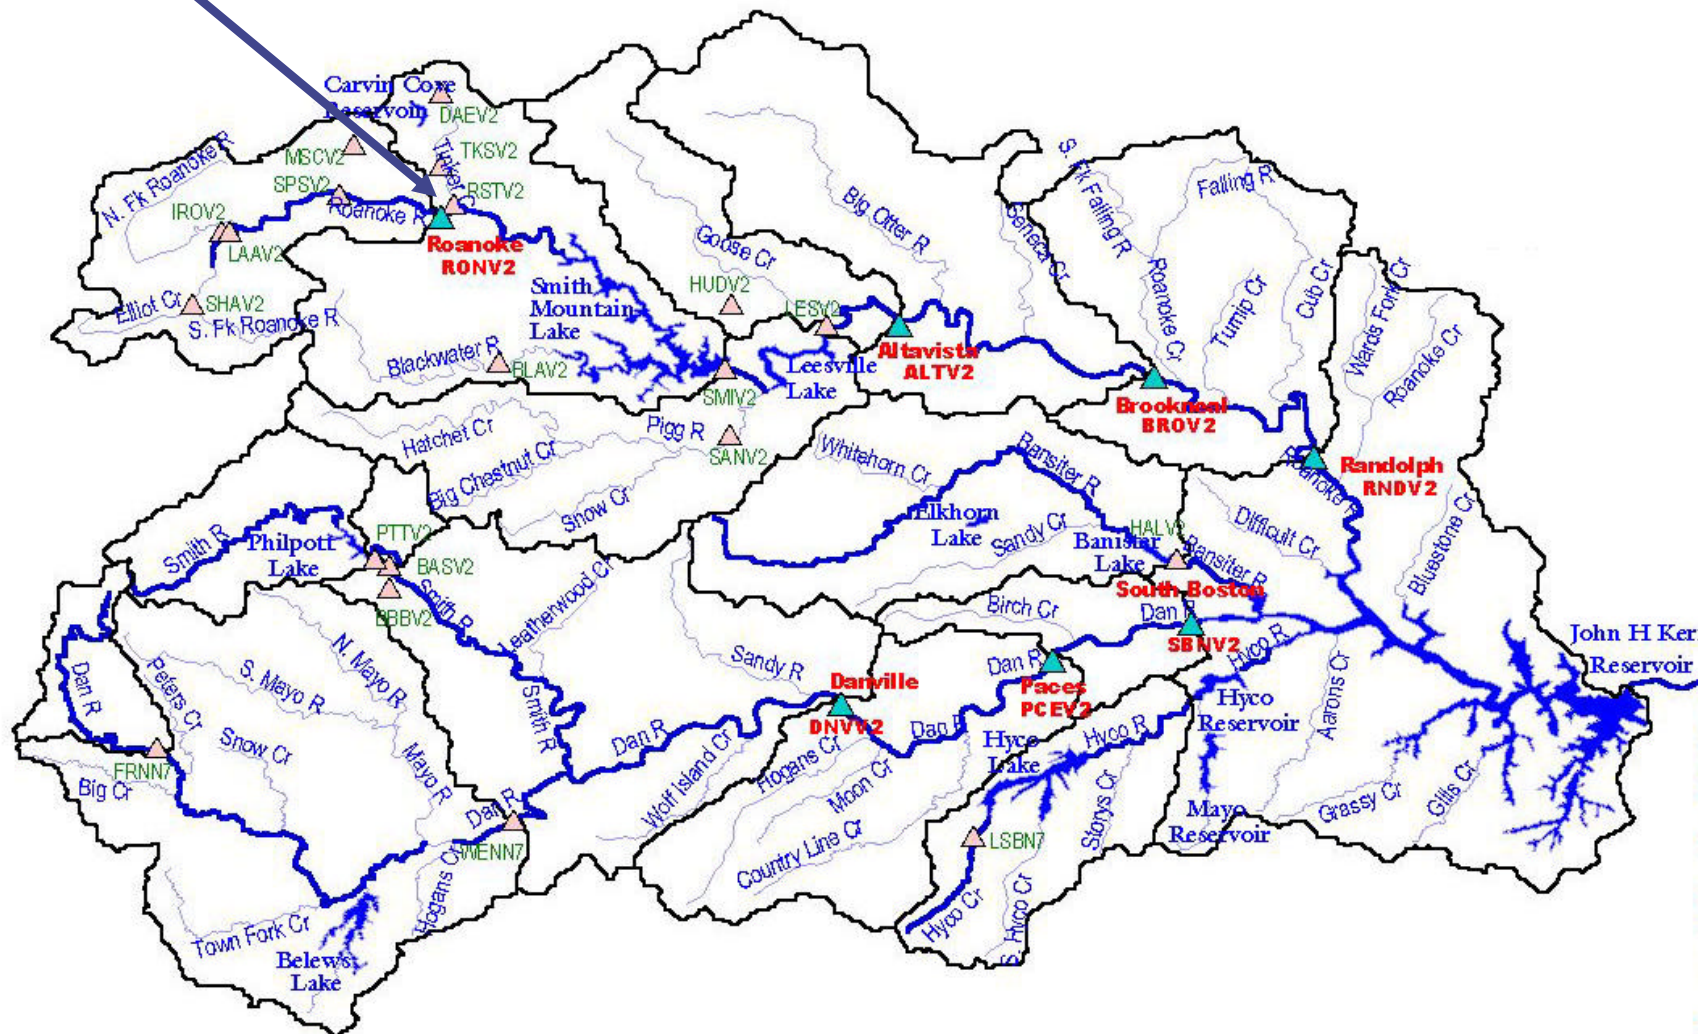 Carvin Cove
Reservoir
DAEV2
MSCV2
TKSV2
Tinker C
N. Fk Roanoke R
SPSV2
RSTV2
IROV2
Roanoke R
LAAV2
Roanoke
RONV2
Elliot Cr
SHAV2
S. Fk Roanoke R
Smith
Mountain
Lake
Blackwater R
BLAV2
Goose Cr
Big Otter R
HUDV2
LESV2
Seneca Cr
S. Fk Falling R
Falling R
Roanoke Cr
Turnip Cr
Cub Cr
Wards Fork Cr
Roanoke Cr
Altavista
ALTV2
Leesville
Lake
SMIV2
Brookneal
BROV2
Hatchet Cr
Pigg R
SANV2
Big Chestnut Cr
Snow Cr
Whitehorn Cr
Bansiter R
Roanoke R
Randolph
RNDV2
Elkhorn
Lake
Sandy Cr
HALV2
Banister
Lake
Bansiter R
Difficult Cr
Bluestone Cr
Smith R
Philpott
Lake
PTTV2
BASV2
BBBV2
Smith R
Leatherwood Cr
Birch Cr
South Boston
Dan R
SBNV2
Hyco R
John H Ker
Reservoir
Dan R
Peters Cr
S. Mayo R
N. Mayo R
Sandy R
Smith R
Danville
DNVV2
Dan R
Paces
PCEV2
Hyco
Reservoir
Aarons Cr
Snow Cr
Mayo R
Dan R
Dan R
Hyco
Lake
Hyco R
FRNN7
Big Cr
Wolf Island Cr
Hogans Cr
Moon Cr
Storys Cr
Mayo
Reservoir
Grassy Cr
Gills Cr
Dan R
WENN7
Country Line Cr
LSBN7
Hogans Cr
Town Fork Cr
Belews
Lake
Hyco Cr
S. Hyco Cr